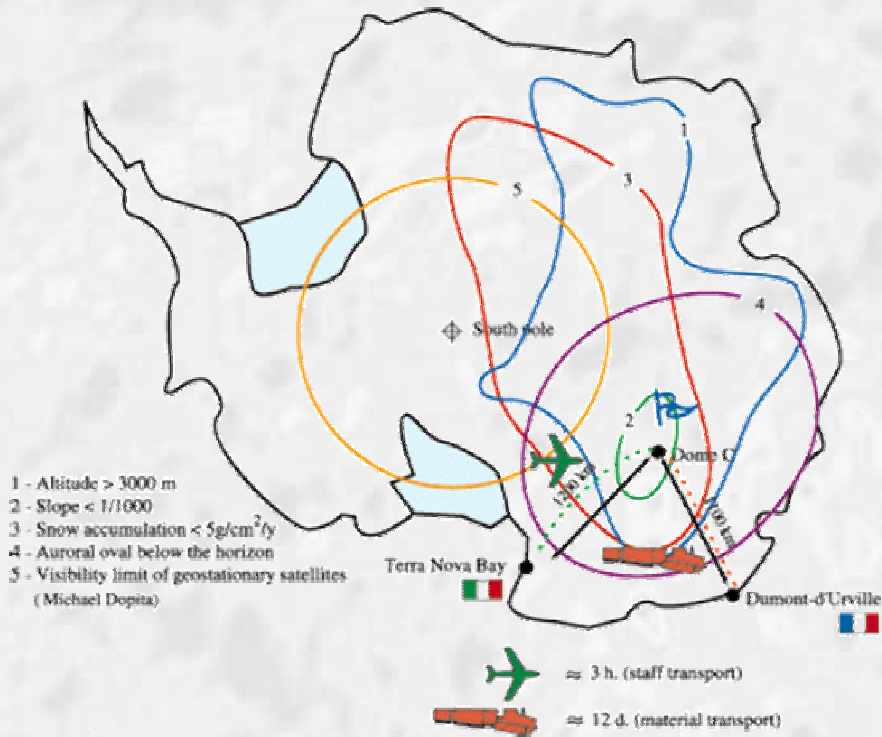 1
3
5
4
South pole
2
Dome C
1200 km
1100 km
1 - Altitude > 3000 m
2 - Slope < 1/1000
3 - Snow accumulation < 5g/cm²/y
4 - Auroral oval below the horizon
5 - Visibility limit of geostationary satellites
(Michael Dopita)
Terra Nova Bay
Dumont-d'Urville
≈ 3 h. (staff transport)
≈ 12 d. (material transport)